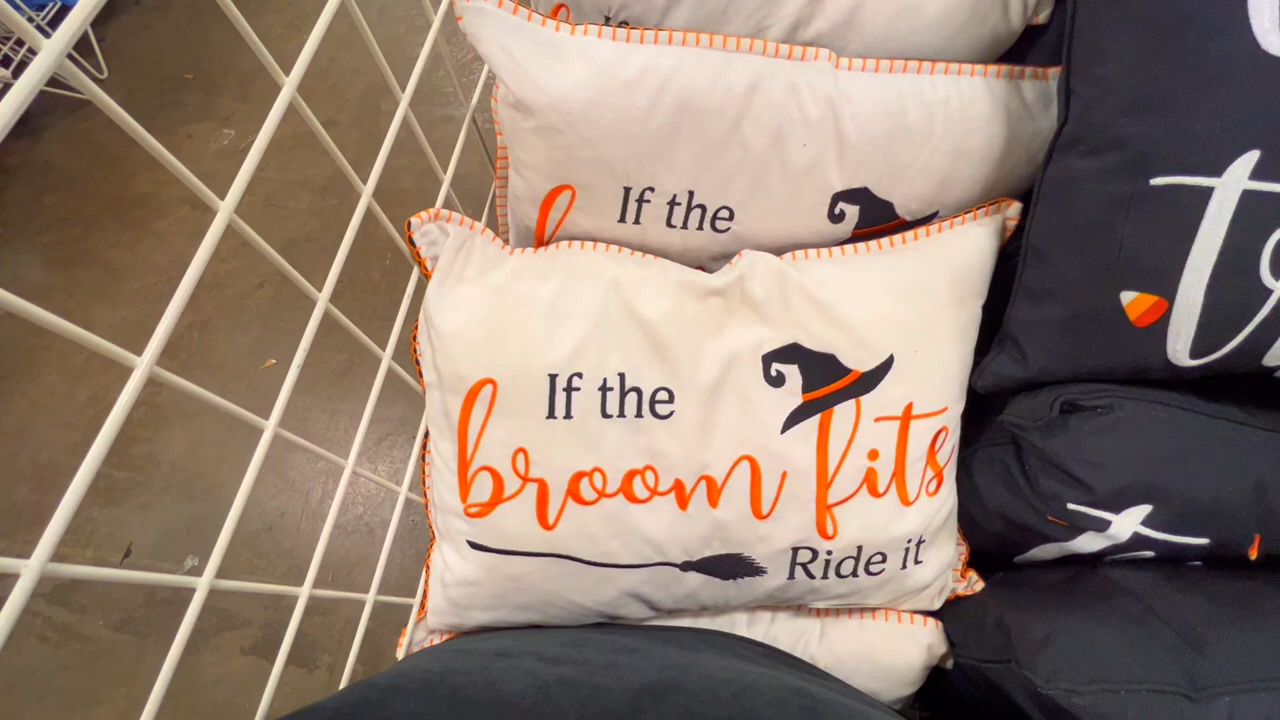 If the
If the
broom fits
Ride it